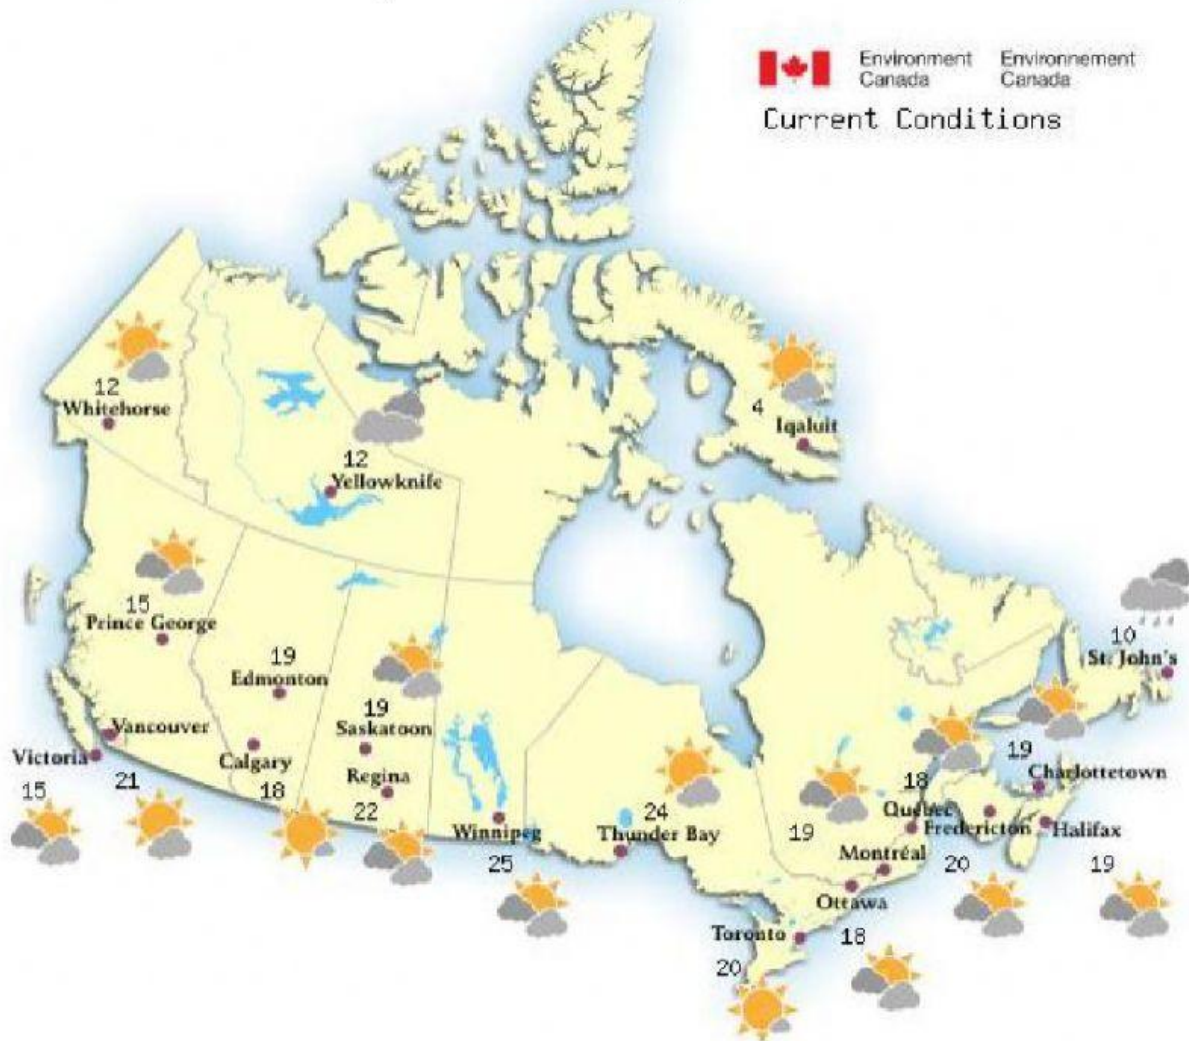 Environment Environnement
Canada Canada
Current Conditions
12
Whitehorse
4
Iqaluit
12
Yellowknife
15
Prince George
10
St. John's
19
Edmonton
19
Saskatoon
Vancouver
Victoria
Calgary
Regina
15
21
18
22
Winnipeg
25
24
Thunder Bay
19
18
Québec
19
Charlottetown
Fredericton
Halifax
Montréal
20
19
Ottawa
Toronto
18
20